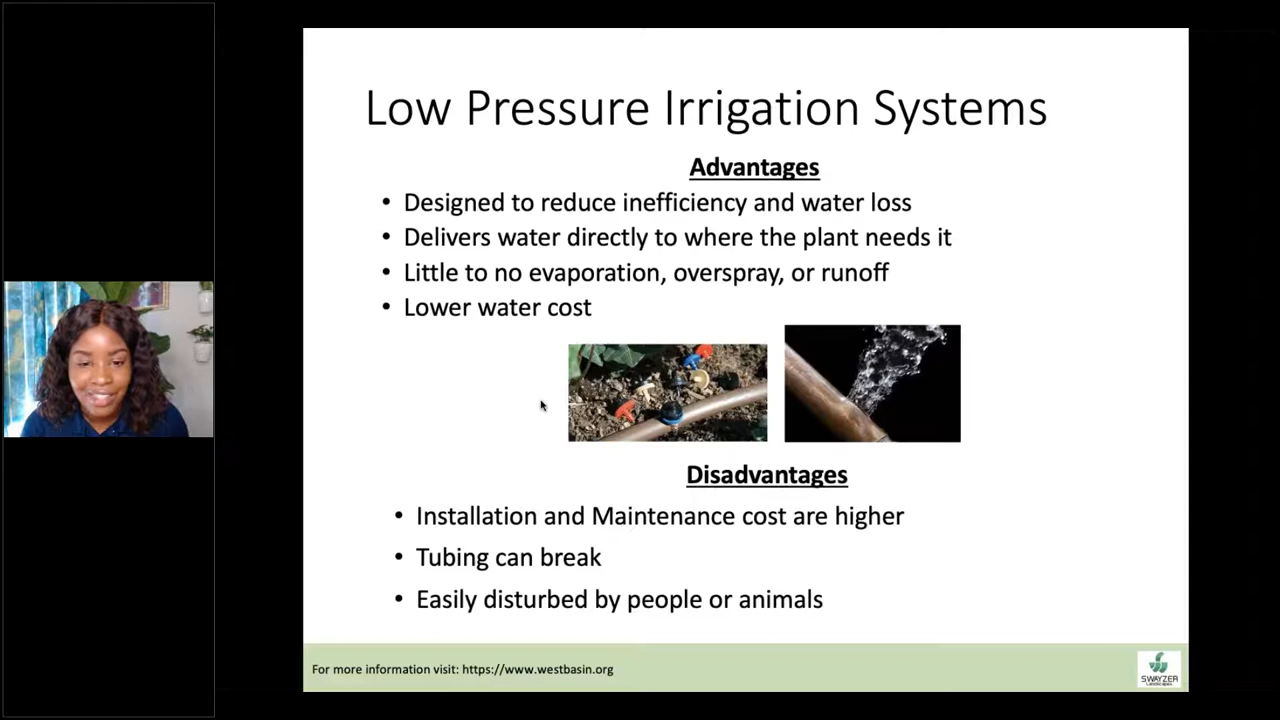 Low Pressure Irrigation Systems
Advantages
• Designed to reduce inefficiency and water loss
• Delivers water directly to where the plant needs it
• Little to no evaporation, overspray, or runoff
• Lower water cost
Disadvantages
• Installation and Maintenance cost are higher
• Tubing can break
• Easily disturbed by people or animals
For more information visit: https://www.westbasin.org
SWAYZER
Landscapes